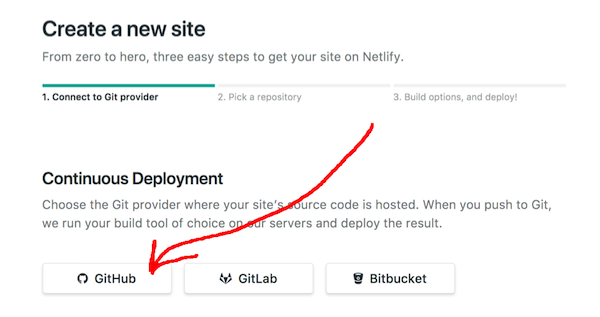 Create a new site
From zero to hero, three easy steps to get your site on Netlify.
1. Connect to Git provider
2. Pick a repository
3. Build options, and deploy!
Continuous Deployment
Choose the Git provider where your site's source code is hosted. When you push to Git,
we run your build tool of choice on our servers and deploy the result.
GitHub
GitLab
Bitbucket